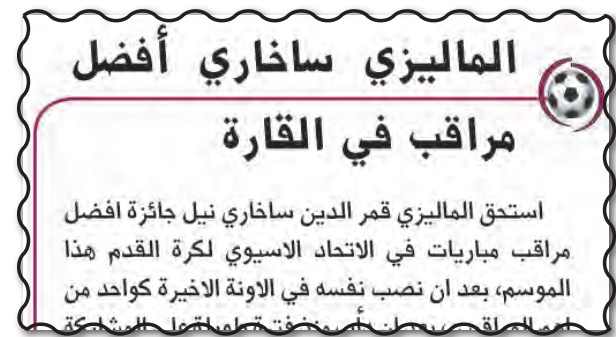 الماليزي ساخاري أفضل
مراقب في القارة
استحق الماليزي قمر الدين ساخاري نيل جائزة افضل
مراقب مباريات في الاتحاد الاسيوي لكرة القدم هذا
الموسم، بعد ان نصب نفسه في الاونة الاخيرة كواحد من